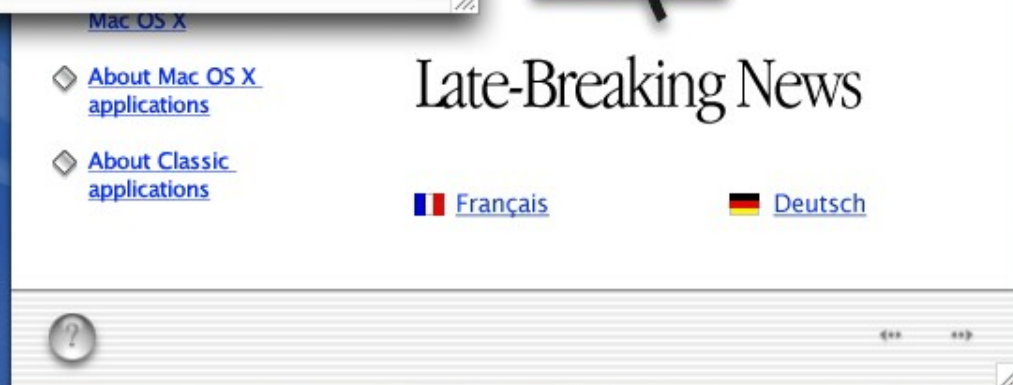 Mac OS X
About Mac OS X
applications
About Classic
applications
Late-Breaking News
Français
Deutsch
?